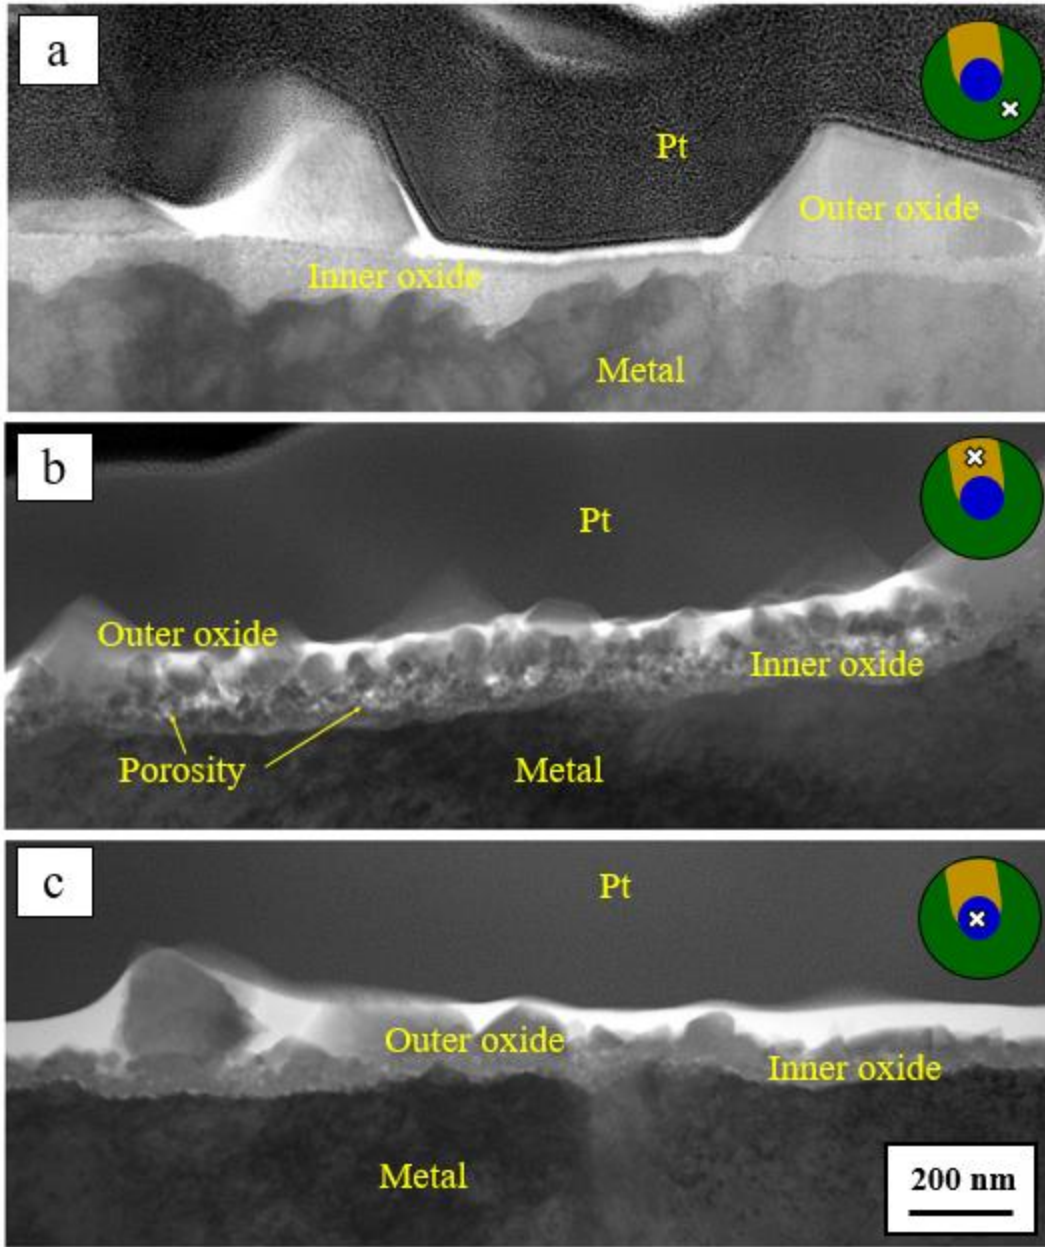 a
Pt
Outer oxide
Inner oxide
Metal
b
Pt
Outer oxide
Inner oxide
Porosity
Metal
c
Pt
Outer oxide
Inner oxide
Metal
200 nm